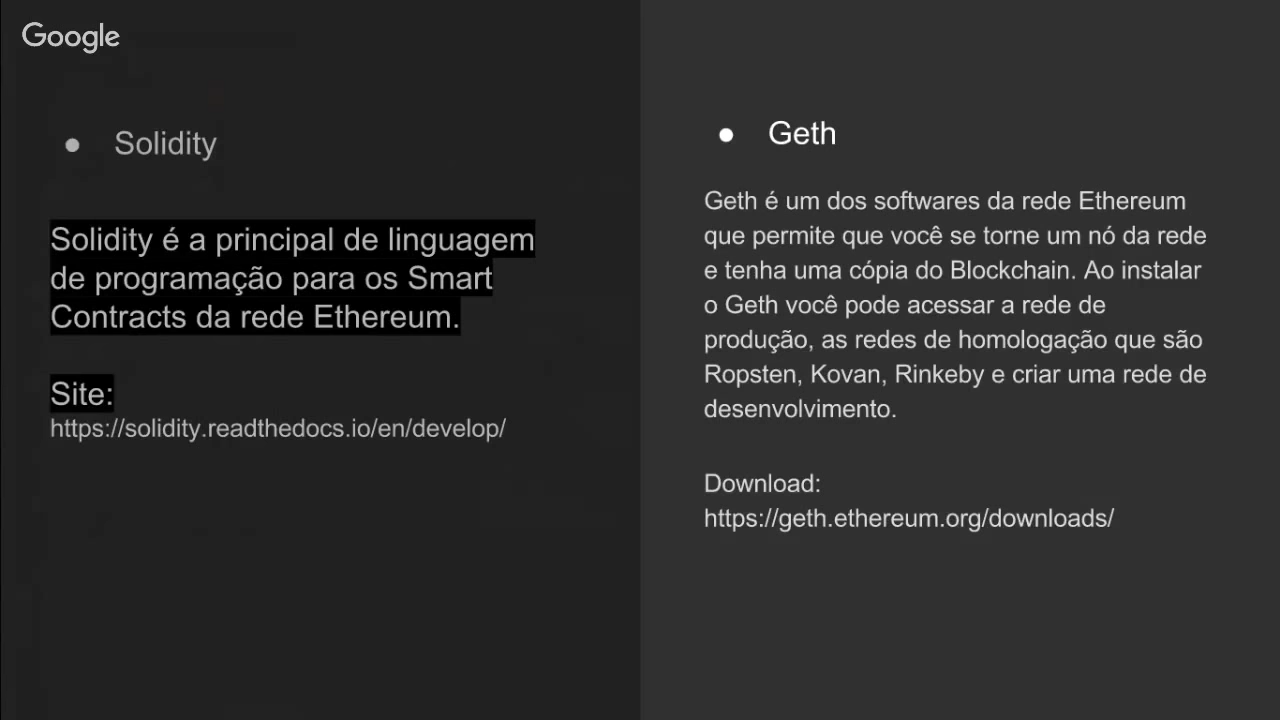 Google
● Solidity
Solidity é a principal de linguagem
de programação para os Smart
Contracts da rede Ethereum.
Site:
https://solidity.readthedocs.io/en/develop/
● Geth
Geth é um dos softwares da rede Ethereum
que permite que você se torne um nó da rede
e tenha uma cópia do Blockchain. Ao instalar
o Geth você pode acessar a rede de
produção, as redes de homologação que são
Ropsten, Kovan, Rinkeby e criar uma rede de
desenvolvimento.
Download:
https://geth.ethereum.org/downloads/